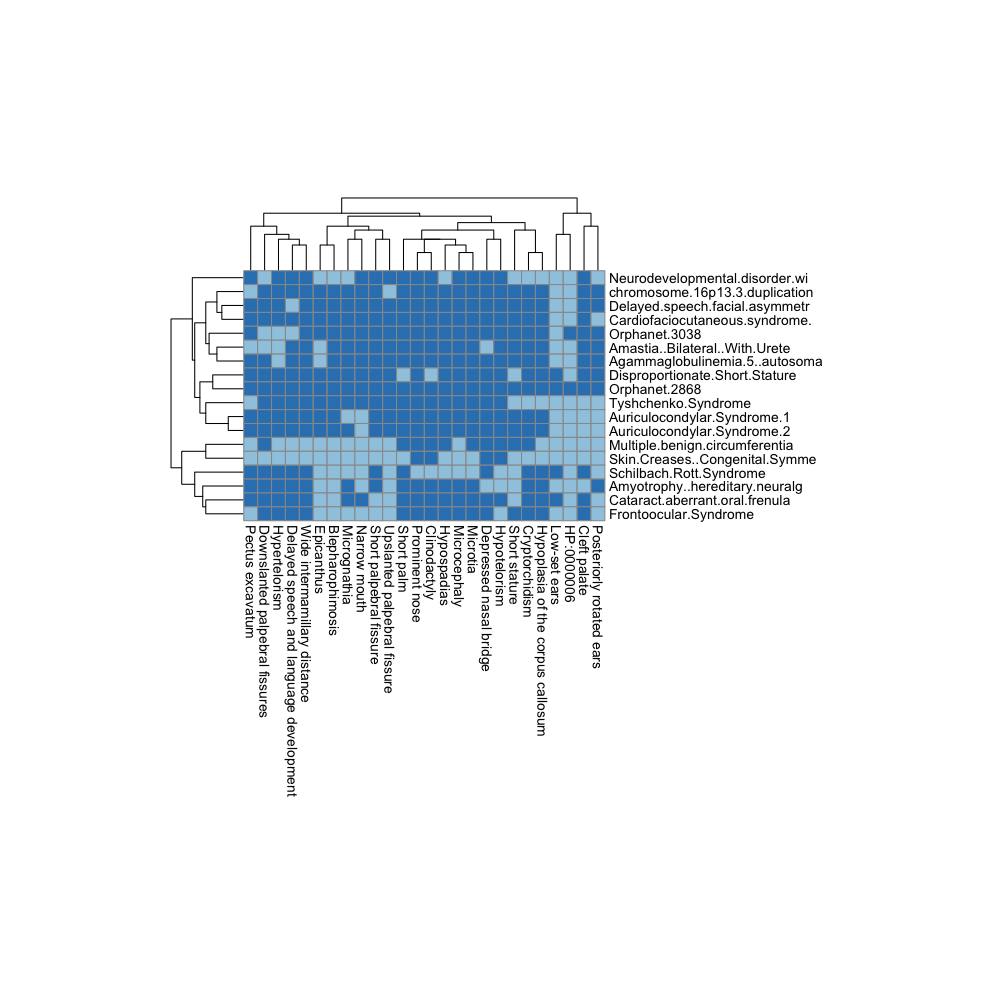 Neurodevelopmental.disorder.wi
chromosome.16p13.3.duplication
Delayed.speech.facial.asymmetr
Cardiofaciocutaneous.syndrome.
Orphanet.3038
Amastia..Bilateral..With.Urete
Agammaglobulinemia.5..autosoma
Disproportionate.Short.Stature
Orphanet.2868
Tyshchenko.Syndrome
Auriculocondylar.Syndrome.1
Auriculocondylar.Syndrome.2
Multiple.benign.circumferentia
Skin.Creases..Congenital.Symme
Schilbach.Rott.Syndrome
Amyotrophy..hereditary.neuralg
Cataract.aberrant.oral.frenula
Frontoocular.Syndrome
Pectus excavatum
Downslanted palpebral fissures
Hypertelorism
Delayed speech and language development
Wide intermamillary distance
Epicanthus
Blepharophimosis
Micrognathia
Narrow mouth
Short palpebral fissure
Upslanted palpebral fissure
Short palm
Prominent nose
Clinodactyly
Hypospadias
Microcephaly
Microtia
Depressed nasal bridge
Hypotelorism
Short stature
Cryptorchidism
Hypoplasia of the corpus callosum
Low-set ears
HP:0000006
Cleft palate
Posteriorly rotated ears